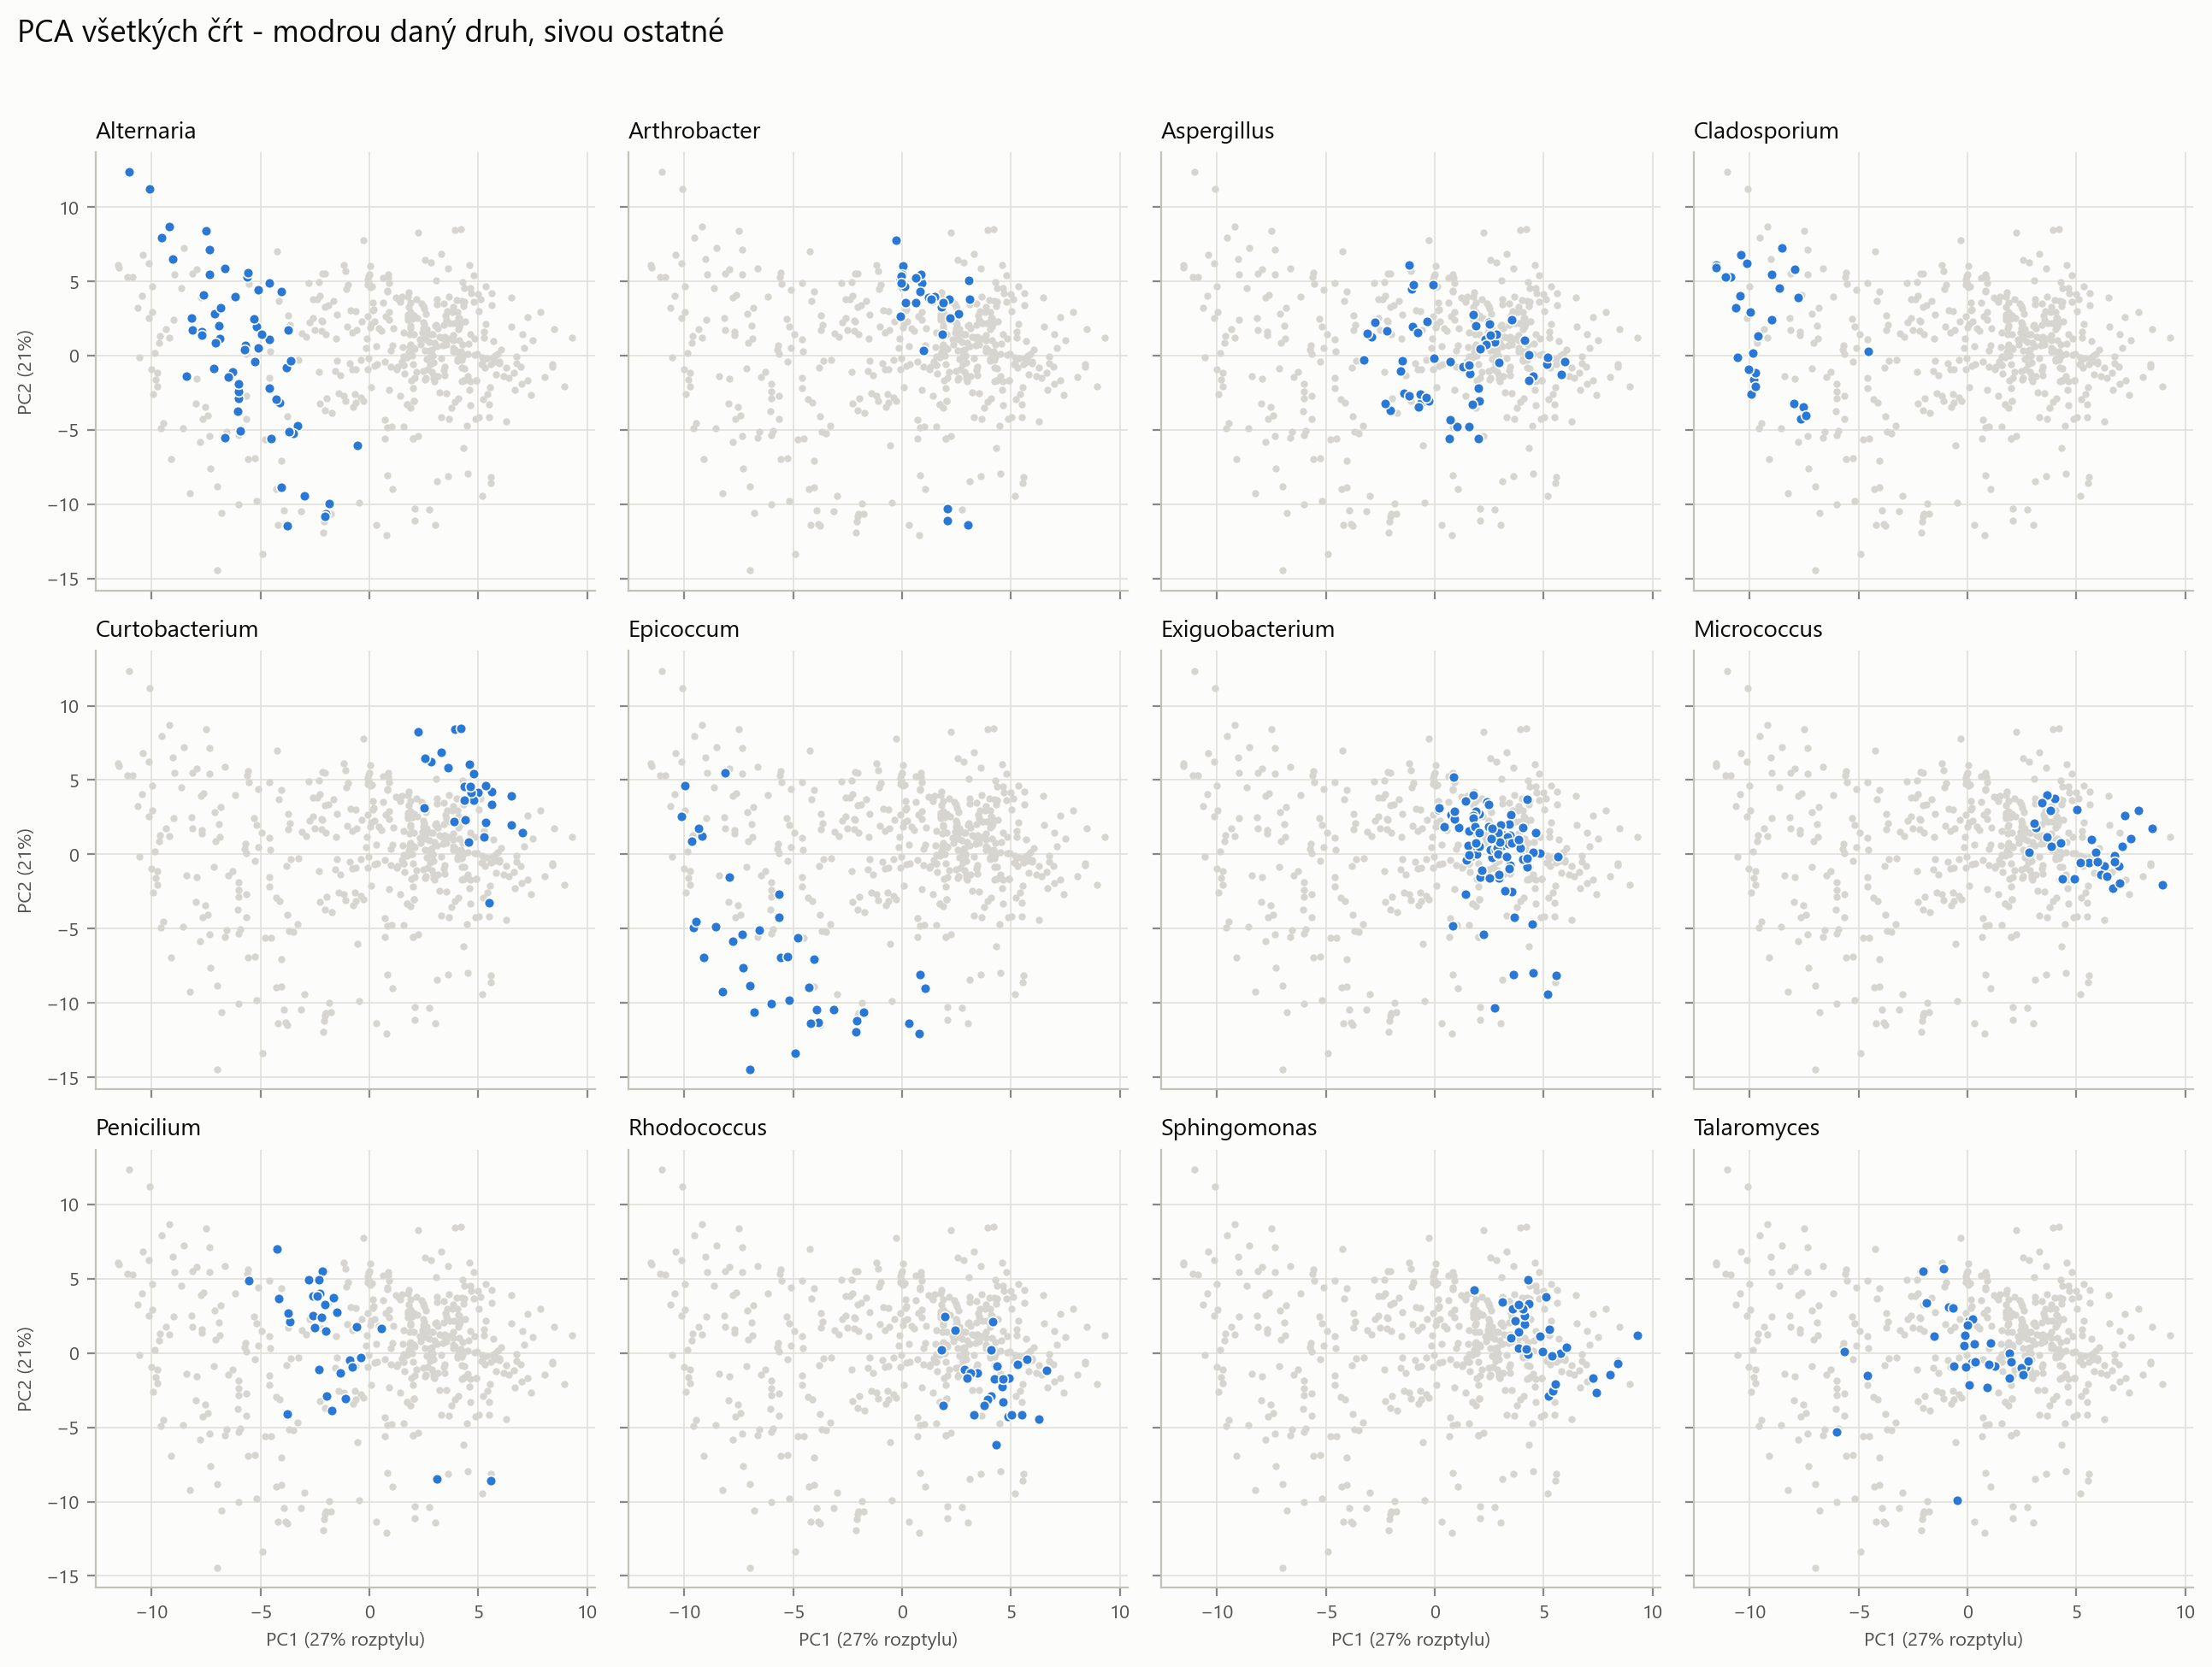 PCA všetkých čŕt - modrou daný druh, sivou ostatné
Alternaria
Arthrobacter
Aspergillus
Cladosporium
10
5
0
−5
−10
−15
PC2 (21%)
Curtobacterium
Epicoccum
Exiguobacterium
Micrococcus
10
5
0
−5
−10
−15
PC2 (21%)
Penicilium
Rhodococcus
Sphingomonas
Talaromyces
10
5
0
−5
−10
−15
PC2 (21%)
−10 −5 0 5 10
−10 −5 0 5 10
−10 −5 0 5 10
−10 −5 0 5 10
PC1 (27% rozptylu)
PC1 (27% rozptylu)
PC1 (27% rozptylu)
PC1 (27% rozptylu)